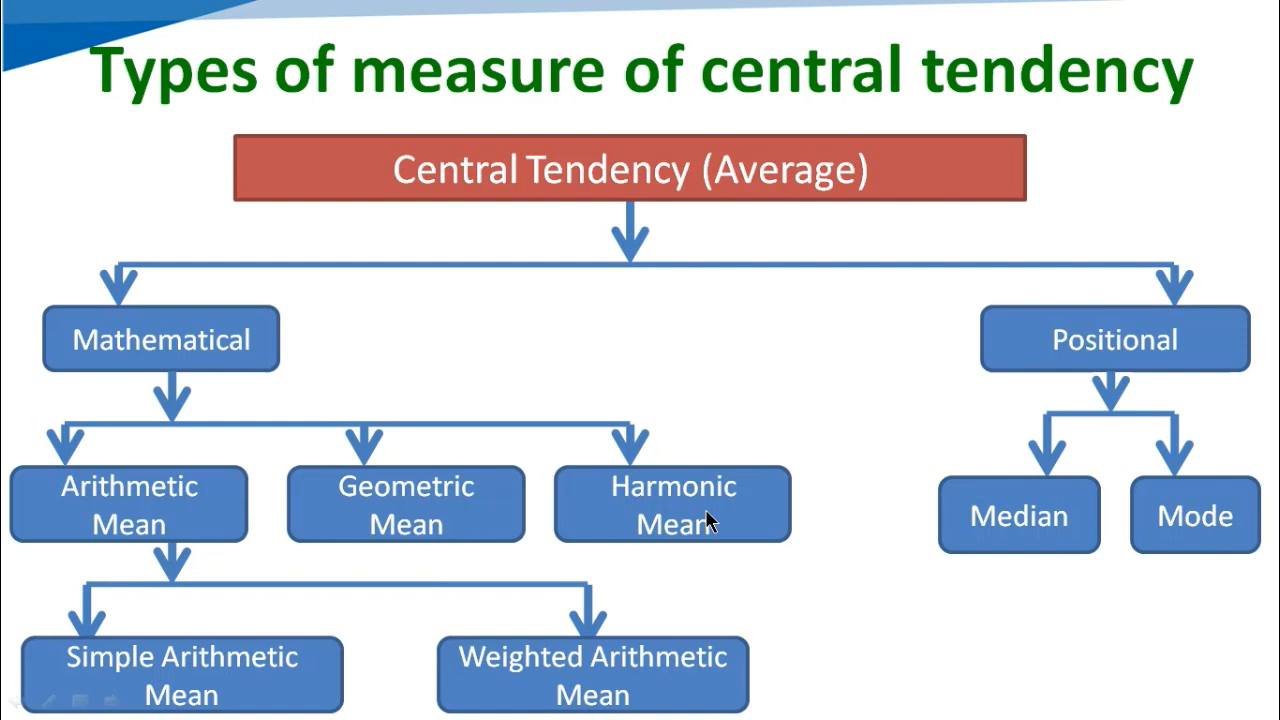 Types of measure of central tendency
Central Tendency (Average)
Mathematical
Positional
Arithmetic
Mean
Geometric
Mean
Harmonic
Mean
Median
Mode
Simple Arithmetic
Mean
Weighted Arithmetic
Mean